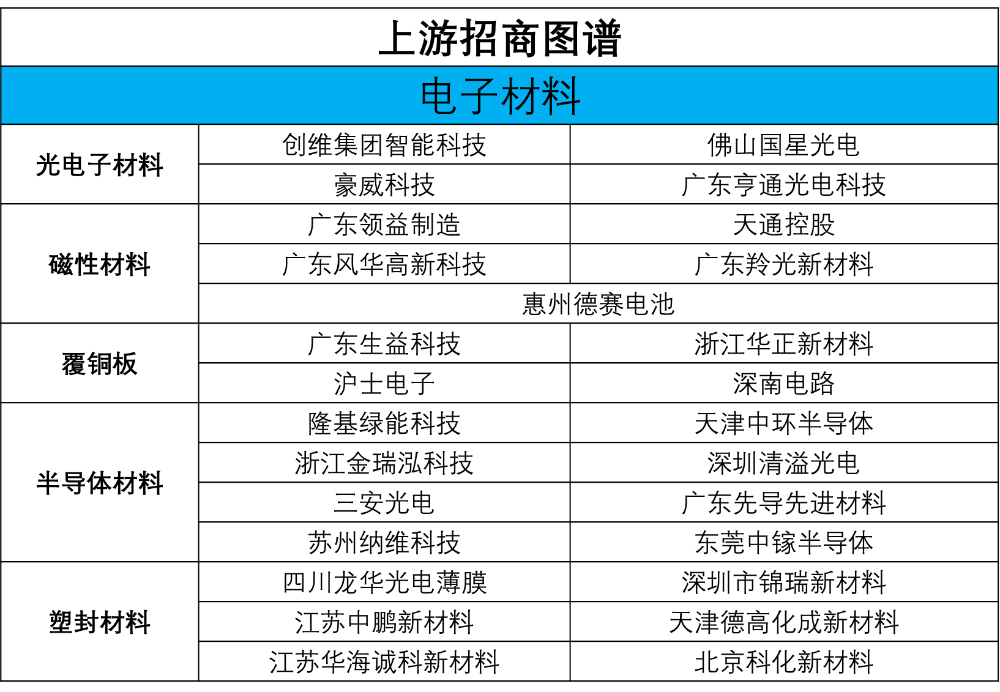 上游招商图谱
电子材料
光电子材料
创维集团智能科技 佛山国星光电
豪威科技 广东亨通光电科技
磁性材料
广东领益制造 天通控股
广东风华高新科技 广东羚光新材料
惠州德赛电池
覆铜板
广东生益科技 浙江华正新材料
沪士电子 深南电路
半导体材料
隆基绿能科技 天津中环半导体
浙江金瑞泓科技 深圳清溢光电
三安光电 广东先导先进材料
苏州纳维科技 东莞中镓半导体
塑封材料
四川龙华光电薄膜 深圳市锦瑞新材料
江苏中鹏新材料 天津德高化成新材料
江苏华海诚科新材料 北京科化新材料